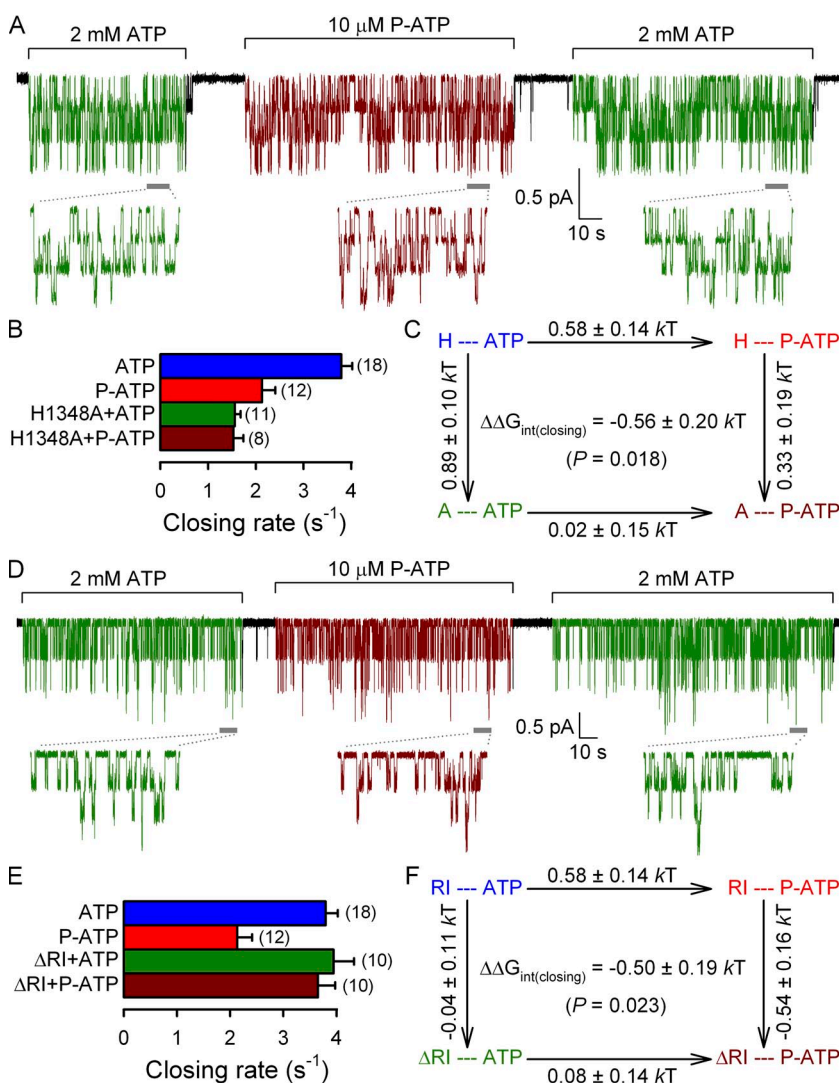 A
2 mM ATP
10 μM P-ATP
2 mM ATP
0.5 pA
10 s
B
ATP
P-ATP
H1348A+ATP
H1348A+P-ATP
(18)
(12)
(11)
(8)
0 1 2 3 4
Closing rate (s⁻¹)
C
H --- ATP
0.58 ± 0.14 kT
H --- P-ATP
0.89 ± 0.10 kT
ΔΔG int(closing) = -0.56 ± 0.20 kT
(P = 0.018)
0.33 ± 0.19 kT
A --- ATP
0.02 ± 0.15 kT
A --- P-ATP
D
2 mM ATP
10 μM P-ATP
2 mM ATP
0.5 pA
10 s
E
ATP
P-ATP
ΔRI+ATP
ΔRI+P-ATP
(18)
(12)
(10)
(10)
0 1 2 3 4
Closing rate (s⁻¹)
F
RI --- ATP
0.58 ± 0.14 kT
RI --- P-ATP
-0.04 ± 0.11 kT
ΔΔG int(closing) = -0.50 ± 0.19 kT
(P = 0.023)
-0.54 ± 0.16 kT
ΔRI --- ATP
0.08 ± 0.14 kT
ΔRI --- P-ATP